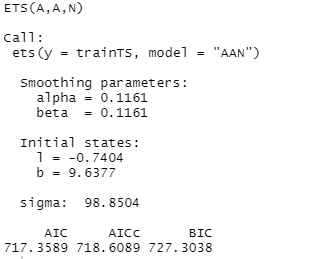 ETS(A,A,N)
call:
ets(y = trainTS, model = "AAN")
Smoothing parameters:
alpha = 0.1161
beta = 0.1161
Initial states:
l = -0.7404
b = 9.6377
sigma: 98.8504
AIC AICc BIC
717.3589 718.6089 727.3038